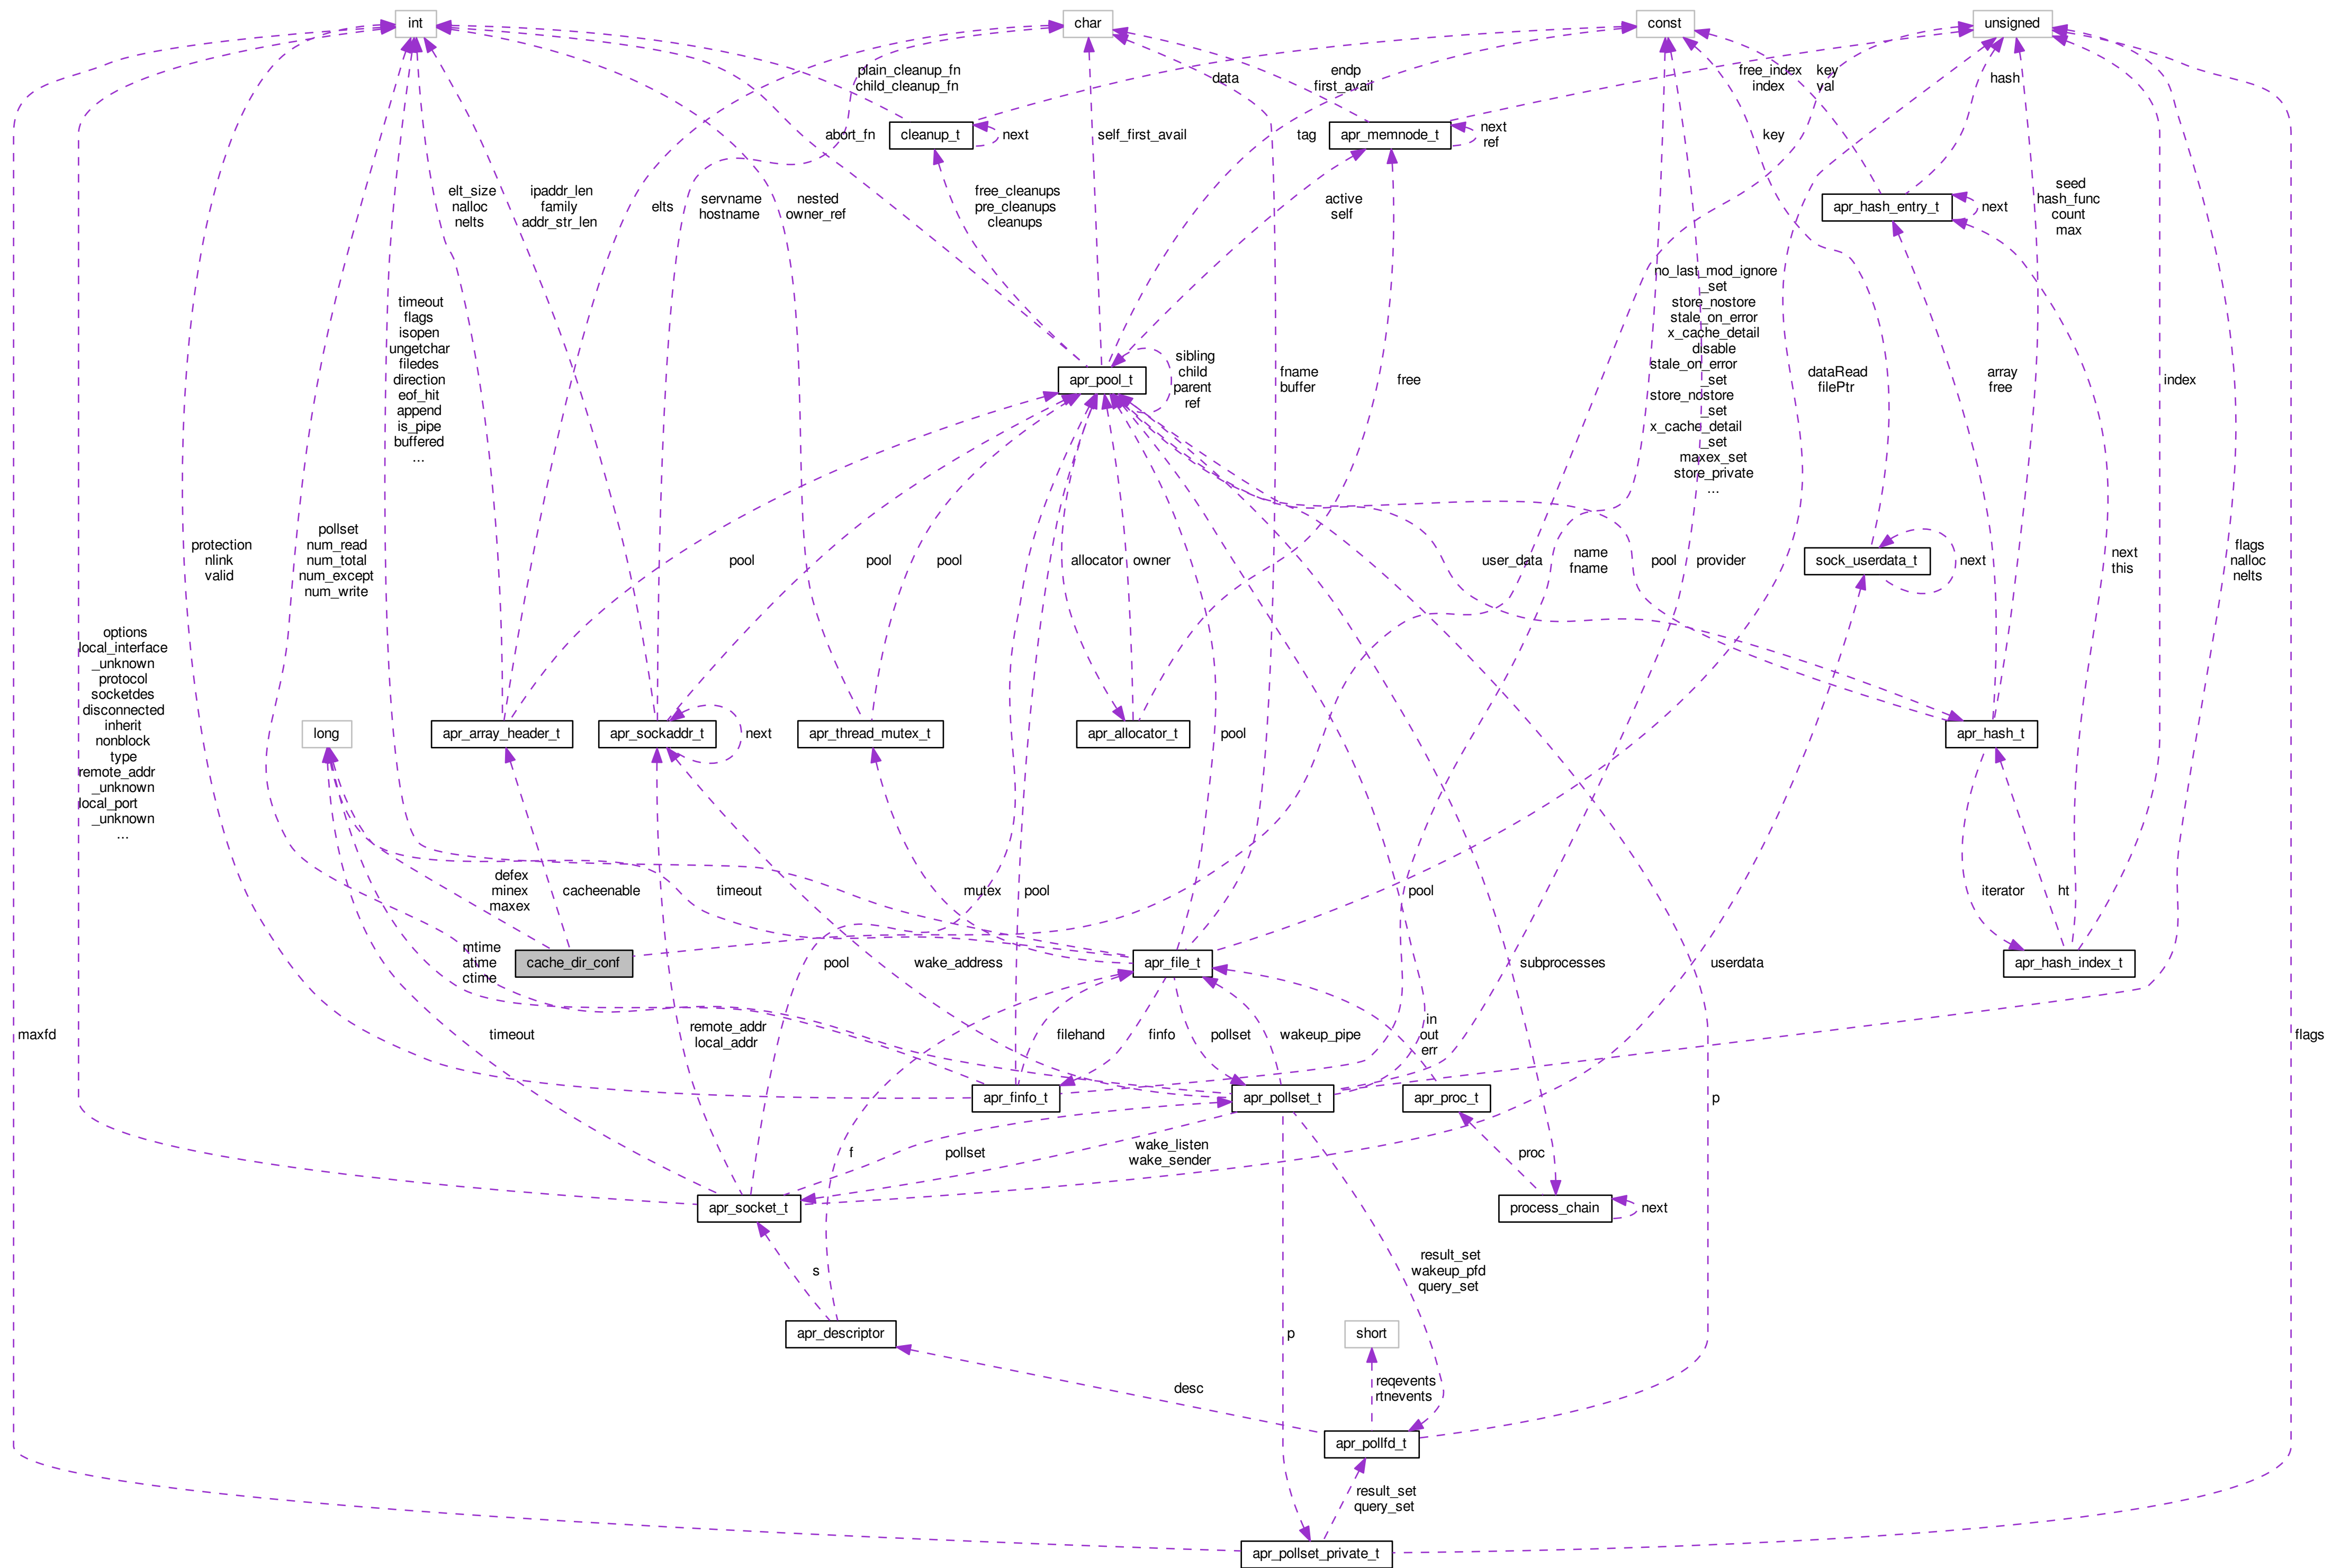 int
char
const
unsigned
plain_cleanup_fn
child_cleanup_fn
data
endp
first_avail
free_index
index
key
val
hash
abort_fn
cleanup_t
next
self_first_avail
tag
apr_memnode_t
next
ref
key
elt_size
nalloc
nelts
ipaddr_len
family
addr_str_len
elts
servname
hostname
nested
owner_ref
free_cleanups
pre_cleanups
cleanups
active
self
apr_hash_entry_t
next
seed
hash_func
count
max
timeout
flags
isopen
ungetchar
filedes
direction
eof_hit
append
is_pipe
buffered
...
apr_pool_t
sibling
child
parent
ref
fname
buffer
free
no_last_mod_ignore
_set
store_nostore
stale_on_error
x_cache_detail
disable
stale_on_error
_set
store_nostore
_set
x_cache_detail
_set
maxex_set
store_private
...
dataRead
filePtr
array
free
index
protection
nlink
valid
pollset
num_read
num_total
num_except
num_write
pool
pool
pool
allocator
owner
user_data
name
fname
pool
provider
sock_userdata_t
next
next
this
flags
nalloc
nelts
options
local_interface
_unknown
protocol
socketdes
disconnected
inherit
nonblock
type
remote_addr
_unknown
local_port
_unknown
...
long
apr_array_header_t
apr_sockaddr_t
next
apr_thread_mutex_t
apr_allocator_t
pool
apr_hash_t
defex
minex
maxex
cacheenable
timeout
mutex
pool
pool
iterator
ht
mtime
atime
ctime
cache_dir_conf
pool
wake_address
apr_file_t
subprocesses
userdata
apr_hash_index_t
maxfd
timeout
remote_addr
local_addr
filehand
finfo
pollset
wakeup_pipe
in
out
err
flags
apr_finfo_t
apr_pollset_t
apr_proc_t
p
f
pollset
wake_listen
wake_sender
proc
apr_socket_t
process_chain
next
s
result_set
wakeup_pfd
query_set
apr_descriptor
p
short
desc
reqevents
rtnevents
apr_pollfd_t
result_set
query_set
apr_pollset_private_t